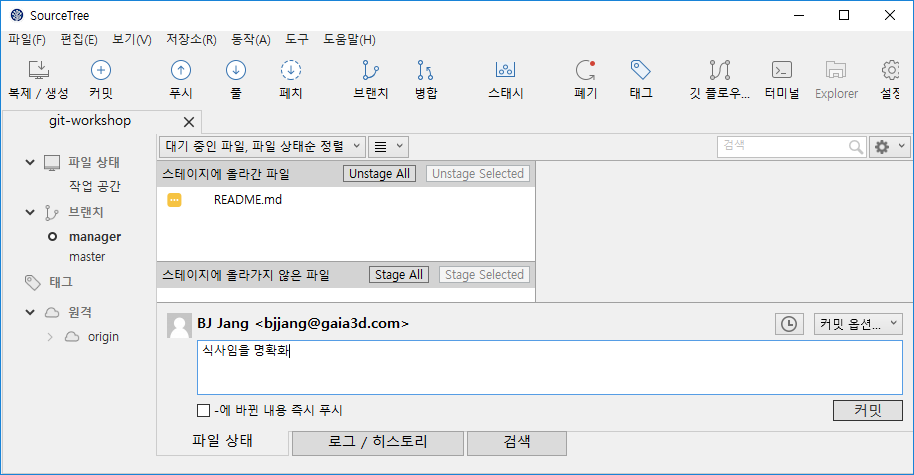 SourceTree
파일(F) 편집(E) 보기(V) 저장소(R) 동작(A) 도구 도움말(H)
복제 / 생성 커밋 푸시 풀 페치 브랜치 병합 스태시 폐기 태그 깃 플로우... 터미널 Explorer 설정
git-workshop
대기 중인 파일, 파일 상태순 정렬 검색
파일 상태
작업 공간
브랜치
manager
master
태그
원격
origin
스테이지에 올라간 파일 Unstage All Unstage Selected
README.md
스테이지에 올라가지 않은 파일 Stage All Stage Selected
BJ Jang <bjjang@gaia3d.com> 커밋 옵션...
식사임을 명확화
-에 바뀐 내용 즉시 푸시 커밋
파일 상태 로그 / 히스토리 검색